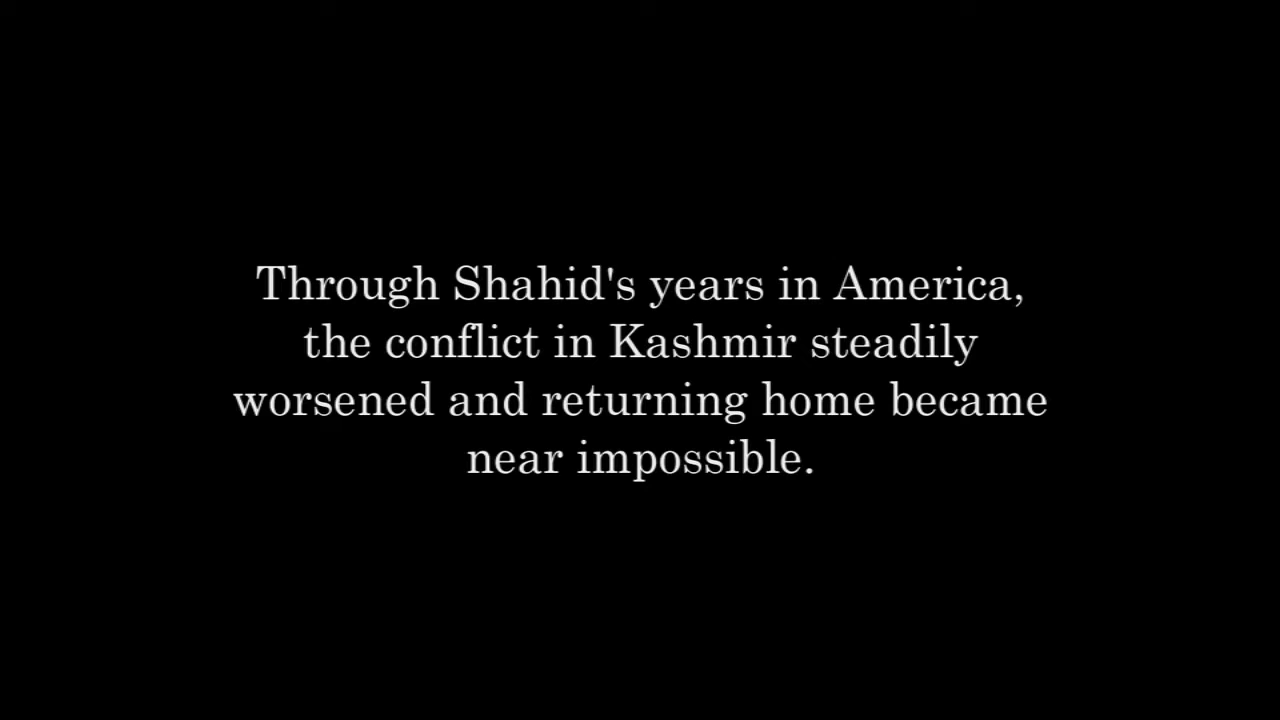 Through Shahid's years in America,
the conflict in Kashmir steadily
worsened and returning home became
near impossible.